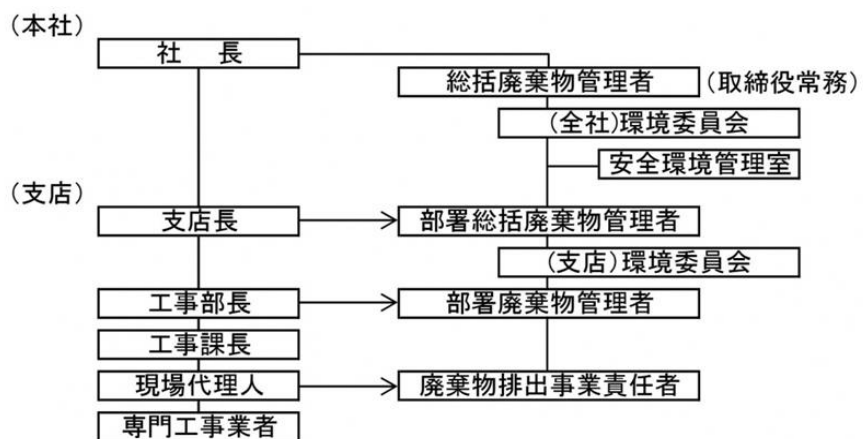 (本社)
社 長
総括廃棄物管理者 (取締役常務)
(全社)環境委員会
安全環境管理室
(支店)
支店長 部署総括廃棄物管理者
(支店)環境委員会
工事部長 部署廃棄物管理者
工事課長
現場代理人 廃棄物排出事業責任者
専門工事業者